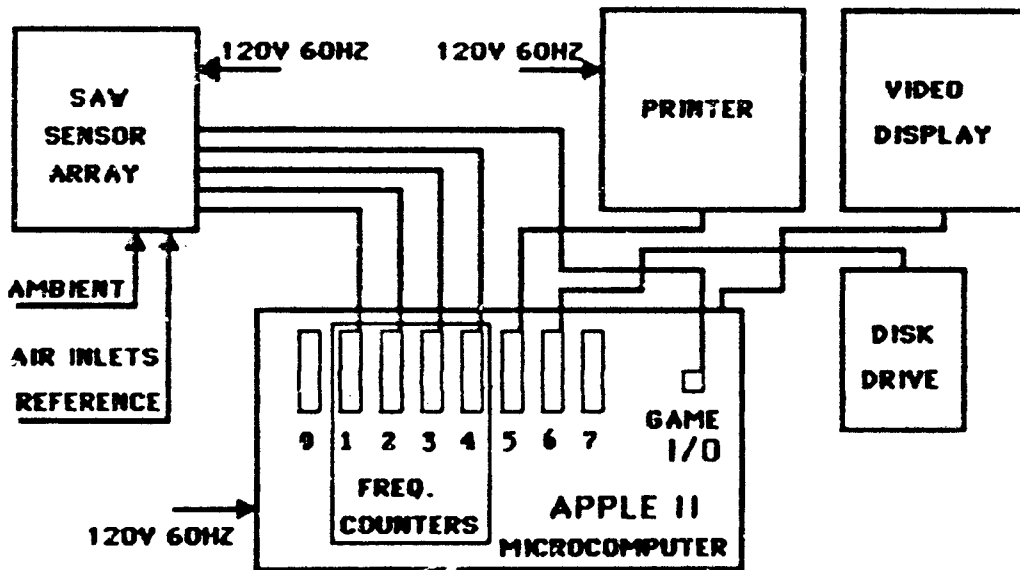 120V 60HZ
120V 60HZ
SAW
SENSOR
ARRAY
PRINTER
VIDEO
DISPLAY
AMBIENT
AIR INLETS
REFERENCE
DISK
DRIVE
0 1 2 3 4 5 6 7
GAME
I/O
FREQ.
COUNTERS
APPLE II
MICROCOMPUTER
120V 60HZ